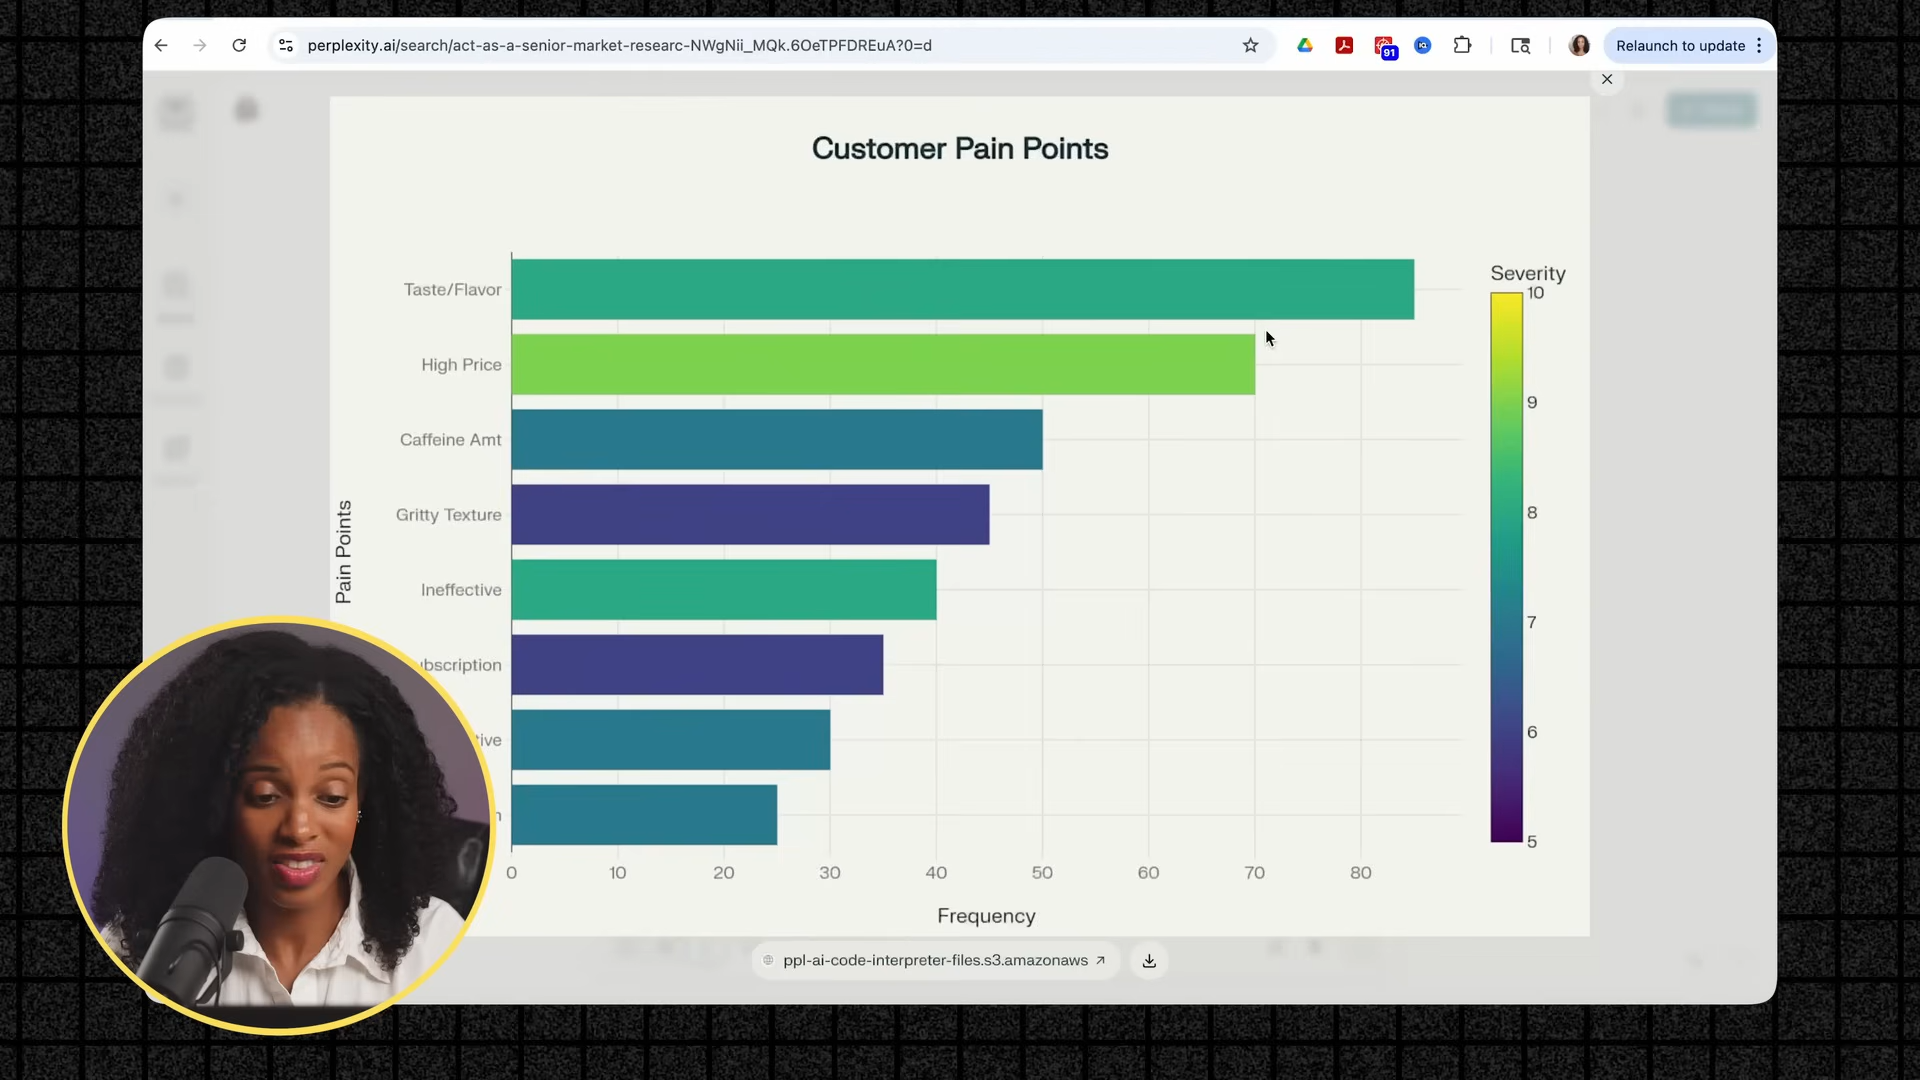 perplexity.ai/search/act-as-a-senior-market-researc-NWgNii_MQk.6OeTPFDREuA?0=d
91
Relaunch to update
Customer Pain Points
Severity
10
9
8
7
6
5
Pain Points
Taste/Flavor
High Price
Caffeine Amt
Gritty Texture
Ineffective
ubscription
tive
0 10 20 30 40 50 60 70 80
Frequency
ppl-ai-code-interpreter-files.s3.amazonaws